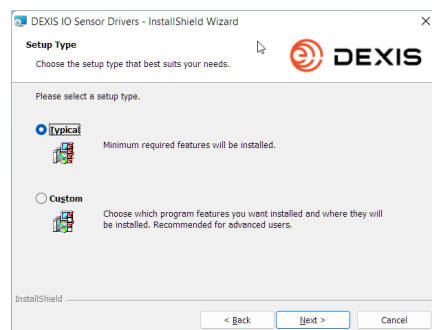 DEXIS IO Sensor Drivers - InstallShield Wizard
Setup Type
Choose the setup type that best suits your needs.
DEXIS
Please select a setup type.
Typical
Minimum required features will be installed.
Custom
Choose which program features you want installed and where they will
be installed. Recommended for advanced users.
InstallShield
< Back
Next >
Cancel